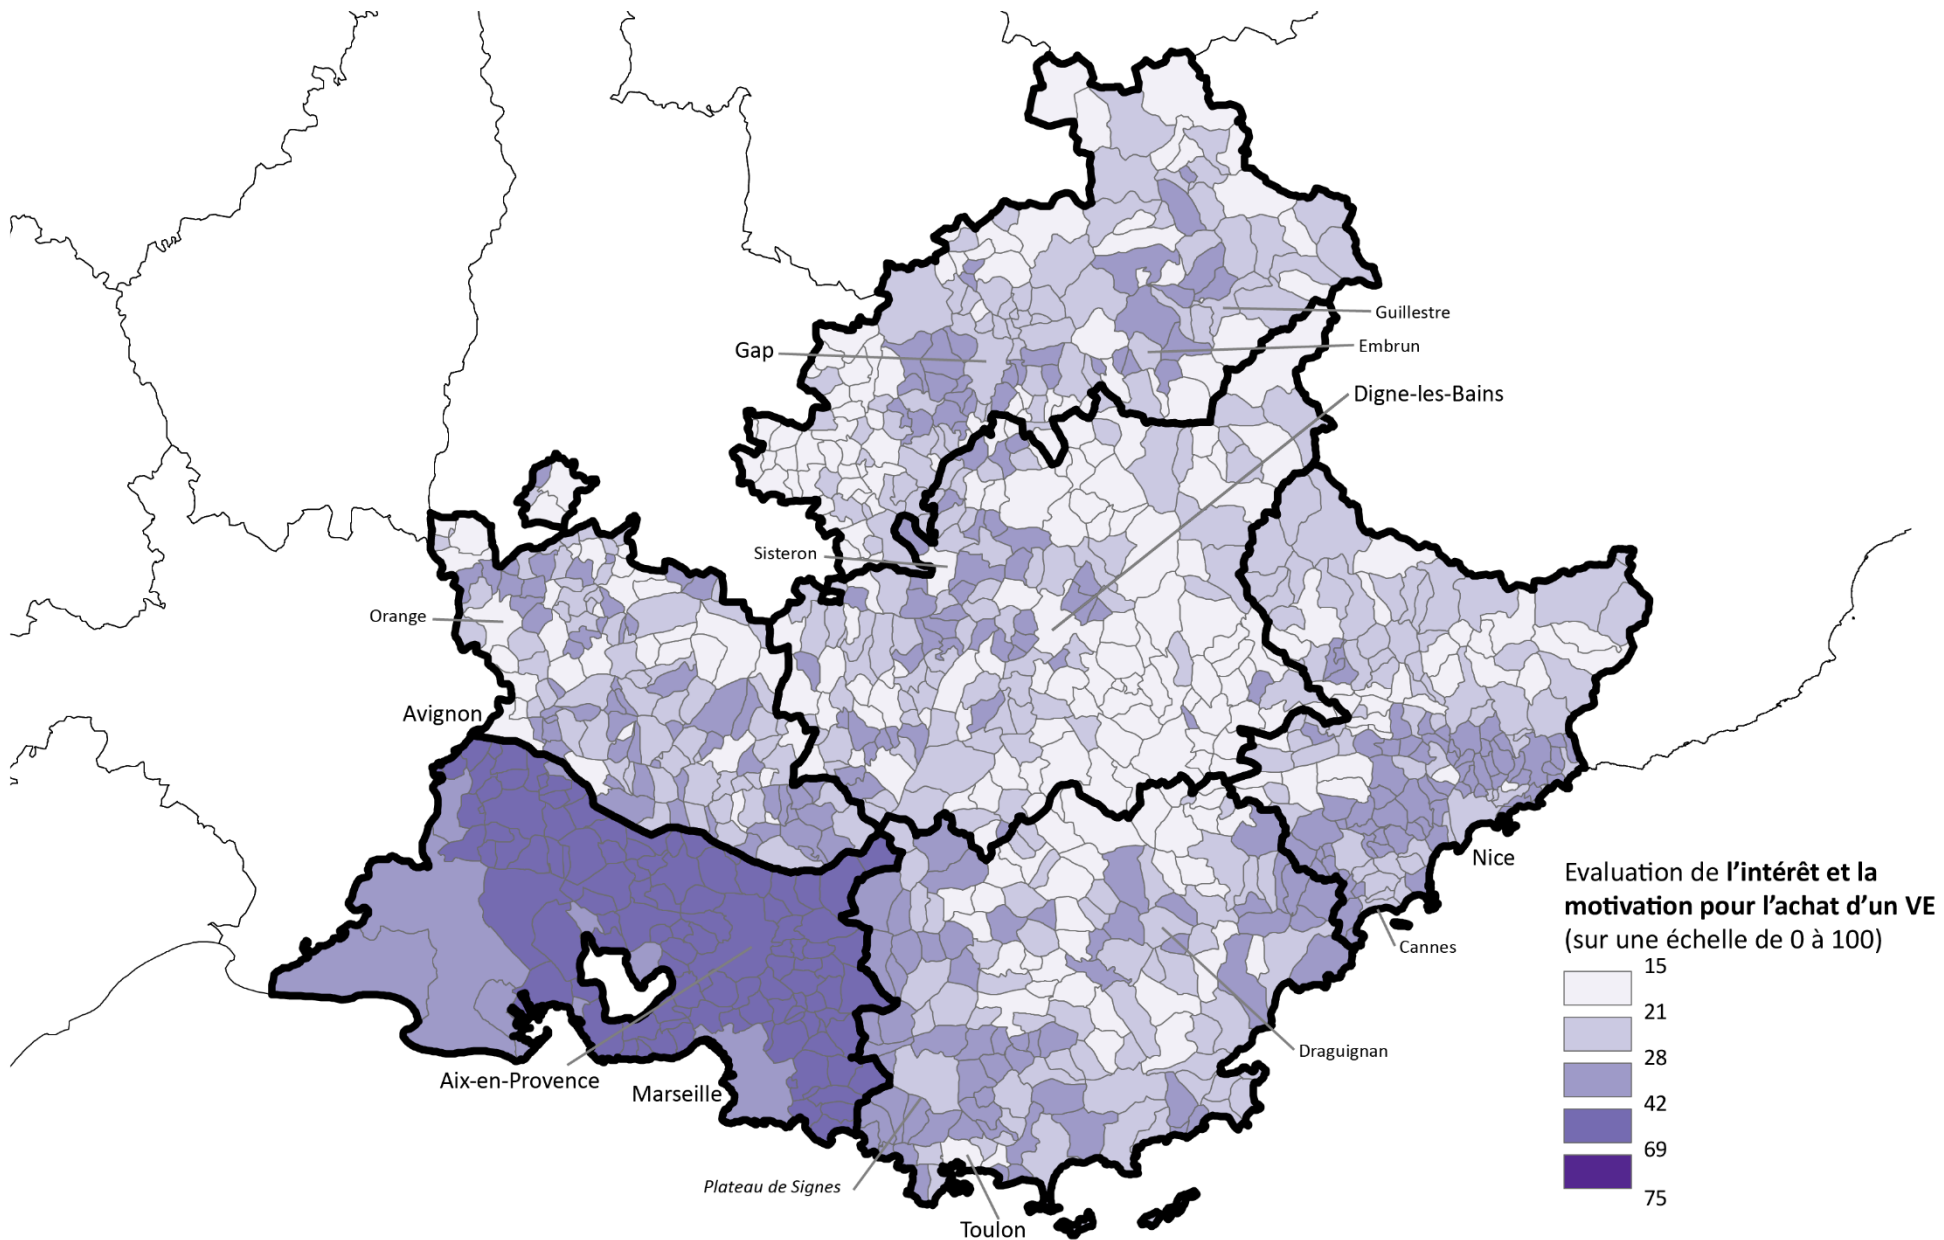 Guillestre
Gap
Embrun
Digne-les-Bains
Sisteron
Orange
Avignon
Nice
Evaluation de l’intérêt et la
motivation pour l’achat d’un VE
(sur une échelle de 0 à 100)
15
21
28
42
69
75
Cannes
Draguignan
Aix-en-Provence
Marseille
Plateau de Signes
Toulon